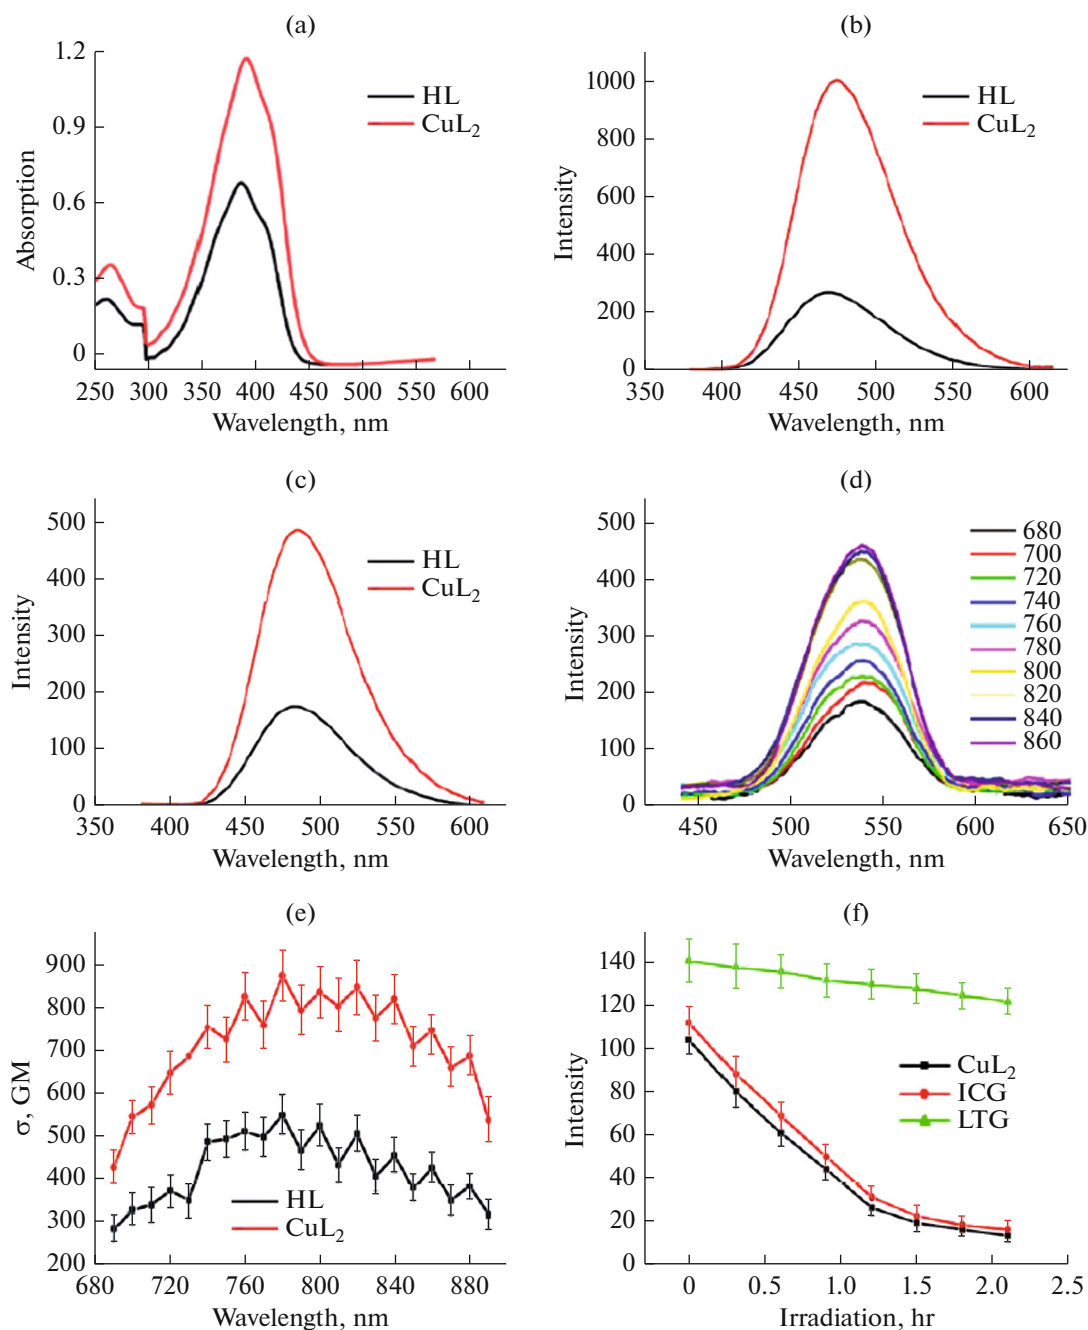 (a)
1.2
0.9
0.6
0.3
0
Absorption
HL
CuL2
250 300 350 400 450 500 550 600
Wavelength, nm
(b)
1000
800
600
400
200
0
Intensity
HL
CuL2
350 400 450 500 550 600
Wavelength, nm
(c)
500
400
300
200
100
0
Intensity
HL
CuL2
350 400 450 500 550 600
Wavelength, nm
(d)
500
400
300
200
100
0
Intensity
680
700
720
740
760
780
800
820
840
860
450 500 550 600 650
Wavelength, nm
(e)
900
800
700
600
500
400
300
200
σ, GM
HL
CuL2
680 720 760 800 840 880
Wavelength, nm
(f)
140
120
100
80
60
40
20
0
Intensity
CuL2
ICG
LTG
0 0.5 1.0 1.5 2.0 2.5
Irradiation, hr